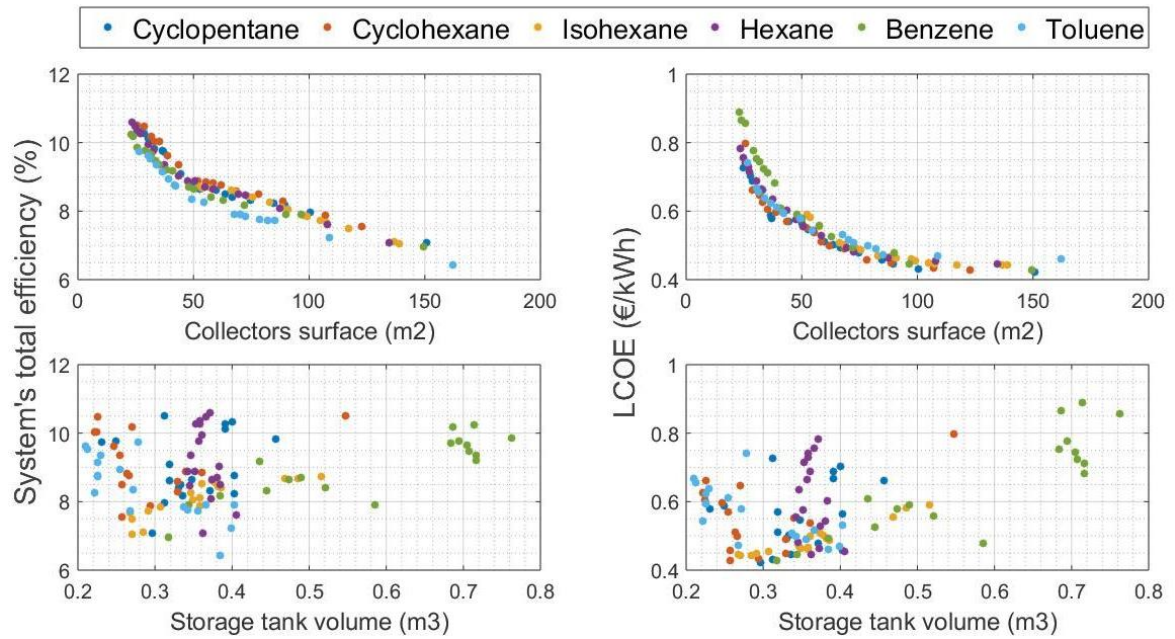 Cyclopentane Cyclohexane Isohexane Hexane Benzene Toluene
System's total efficiency (%)
12
10
8
6
0 50 100 150 200
Collectors surface (m2)
LCOE (€/kWh)
1
0.8
0.6
0.4
0 50 100 150 200
Collectors surface (m2)
12
10
8
6
0.2 0.3 0.4 0.5 0.6 0.7 0.8
Storage tank volume (m3)
1
0.8
0.6
0.4
0.2 0.3 0.4 0.5 0.6 0.7 0.8
Storage tank volume (m3)